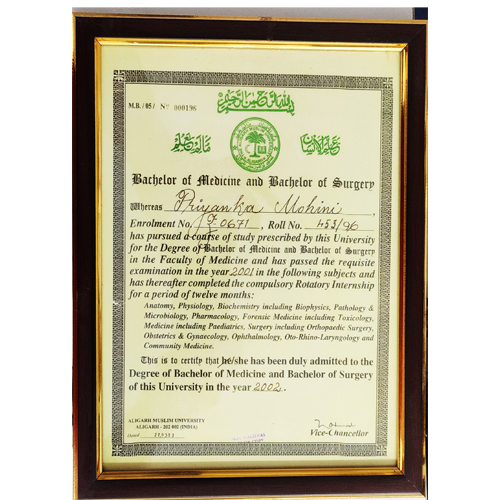 M.B. / 05 / Nº 000196
Bachelor of Medicine and Bachelor of Surgery
Whereas Priyanka Mohini,
Enrolment No. F 0671, Roll No. 453/96
has pursued a course of study prescribed by this University
for the Degree of Bachelor of Medicine and Bachelor of Surgery
in the Faculty of Medicine and has passed the requisite
examination in the year 2001 in the following subjects and
has thereafter completed the compulsory Rotatory Internship
for a period of twelve months:
Anatomy, Physiology, Biochemistry including Biophysics, Pathology &
Microbiology, Pharmacology, Forensic Medicine including Toxicology,
Medicine including Paediatrics, Surgery including Orthopaedic Surgery,
Obstetrics & Gynaecology, Ophthalmology, Oto-Rhino-Laryngology and
Community Medicine.
This is to certify that he/she has been duly admitted to the
Degree of Bachelor of Medicine and Bachelor of Surgery
of this University in the year 2002.
ALIGARH MUSLIM UNIVERSITY
ALIGARH - 202 002 (INDIA)
Dated
Vice-Chancellor